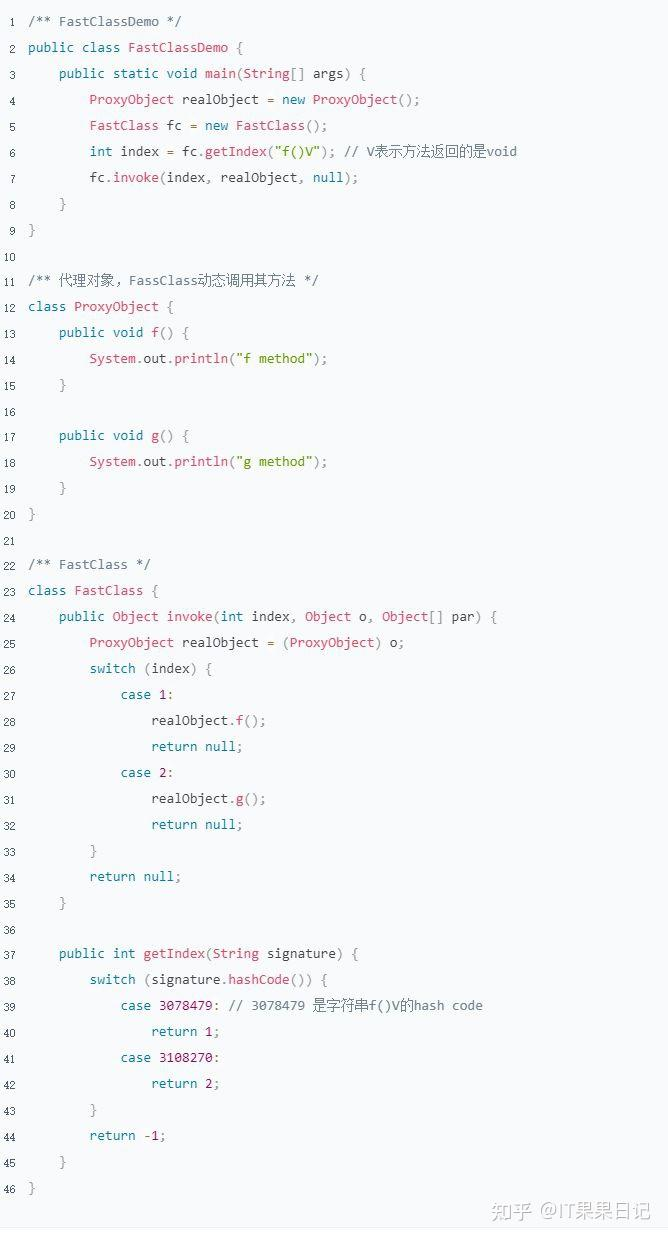 1 /** FastClassDemo */
2 public class FastClassDemo {
3     public static void main(String[] args) {
4         ProxyObject realObject = new ProxyObject();
5         FastClass fc = new FastClass();
6         int index = fc.getIndex("f()V"); // V表示方法返回的是void
7         fc.invoke(index, realObject, null);
8     }
9 }
10
11 /** 代理对象，FassClass动态调用其方法 */
12 class ProxyObject {
13     public void f() {
14         System.out.println("f method");
15     }
16
17     public void g() {
18         System.out.println("g method");
19     }
20 }
21
22 /** FastClass */
23 class FastClass {
24     public Object invoke(int index, Object o, Object[] par) {
25         ProxyObject realObject = (ProxyObject) o;
26         switch (index) {
27             case 1:
28                 realObject.f();
29                 return null;
30             case 2:
31                 realObject.g();
32                 return null;
33         }
34         return null;
35     }
36
37     public int getIndex(String signature) {
38         switch (signature.hashCode()) {
39             case 3078479: // 3078479 是字符串f()V的hash code
40                 return 1;
41             case 3108270:
42                 return 2;
43         }
44         return -1;
45     }
46 }
知乎 @IT果果日记